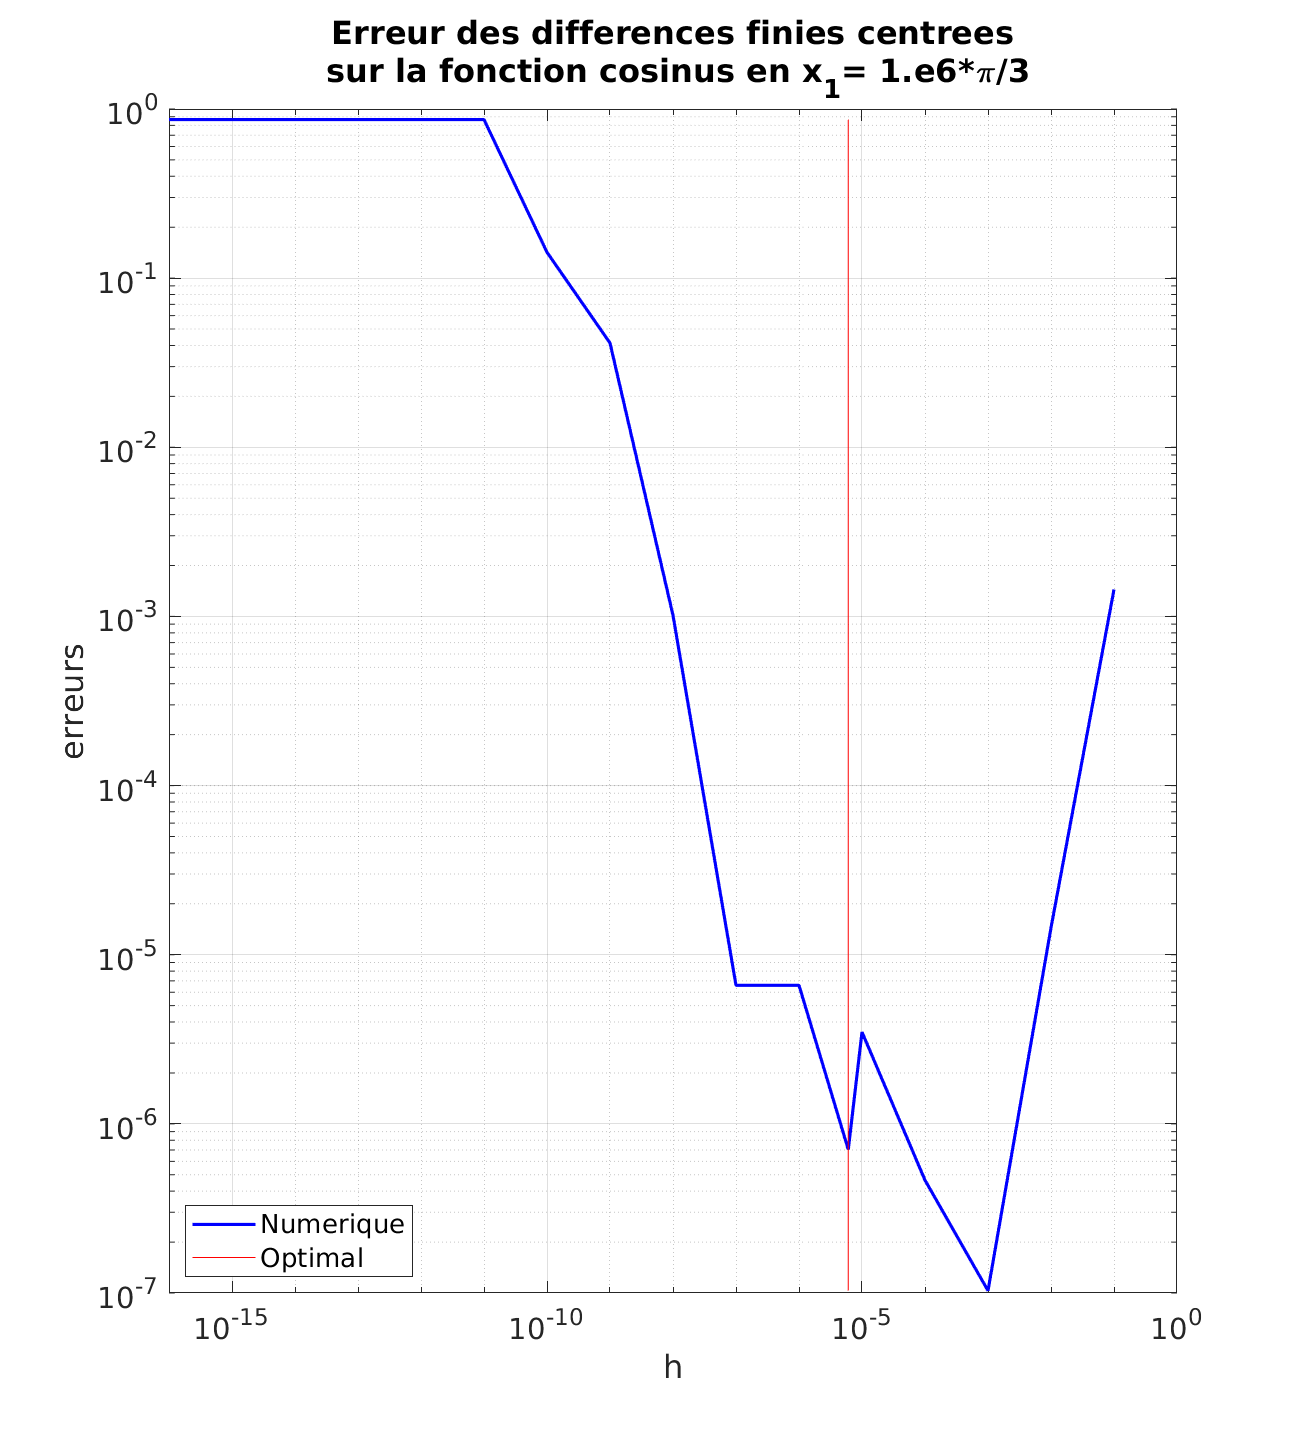 Erreur des differences finies centrees
sur la fonction cosinus en x_1= 1.e6*π/3
10^0
10^-1
10^-2
10^-3
10^-4
10^-5
10^-6
10^-7
erreurs
Numerique
Optimal
10^-15
10^-10
10^-5
10^0
h